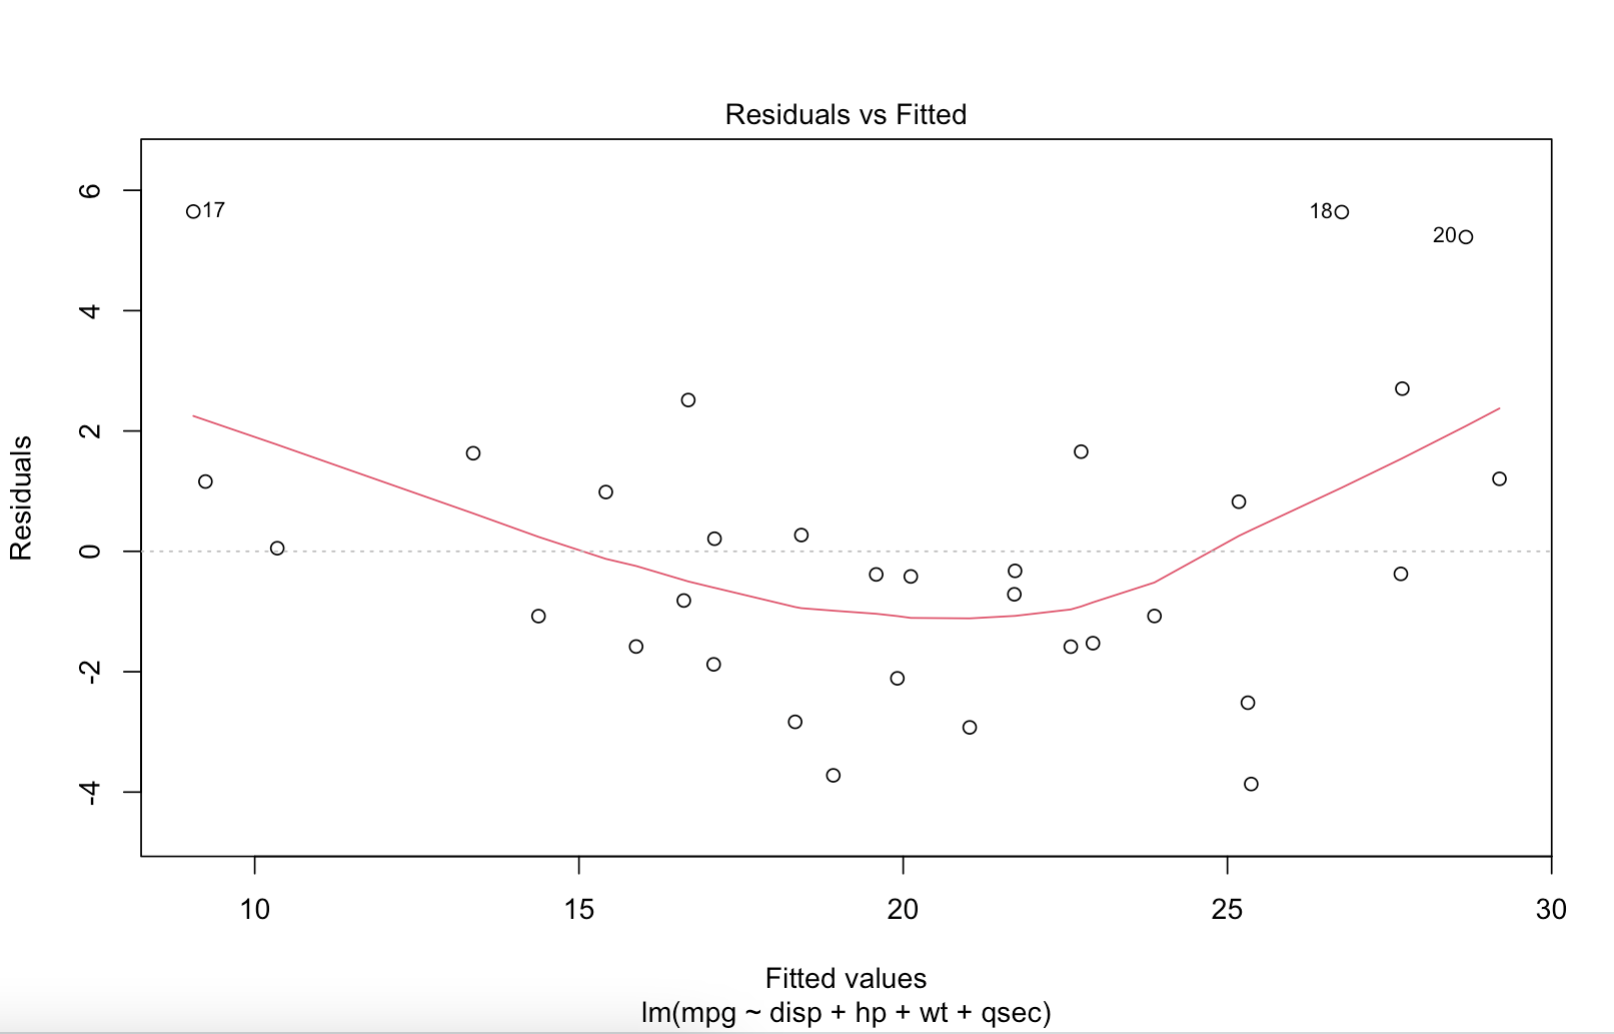 Residuals vs Fitted
6
4
2
0
-2
-4
Residuals
17
18
20
10 15 20 25 30
Fitted values
lm(mpg ~ disp + hp + wt + qsec)